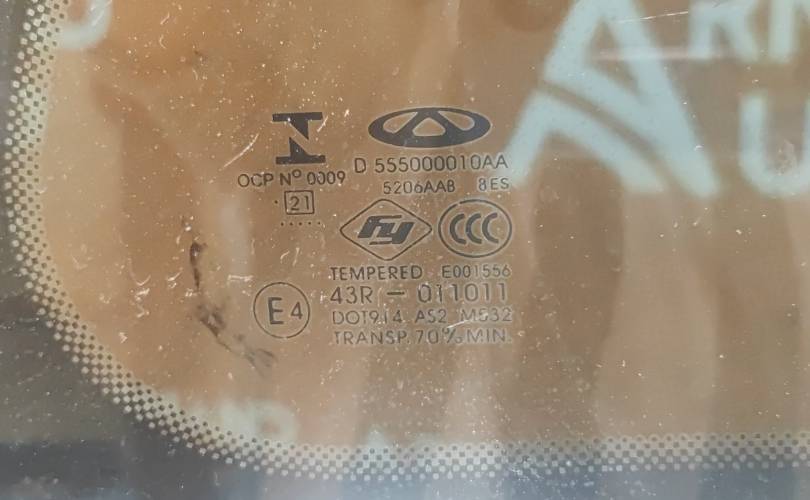 OCP Nº 0009
D 555000010AA
5206AAB 8ES
21
FY
CCC
TEMPERED E001556
E4
43R - 011011
DOT914 AS2 M532
TRANSP. 70% MIN.